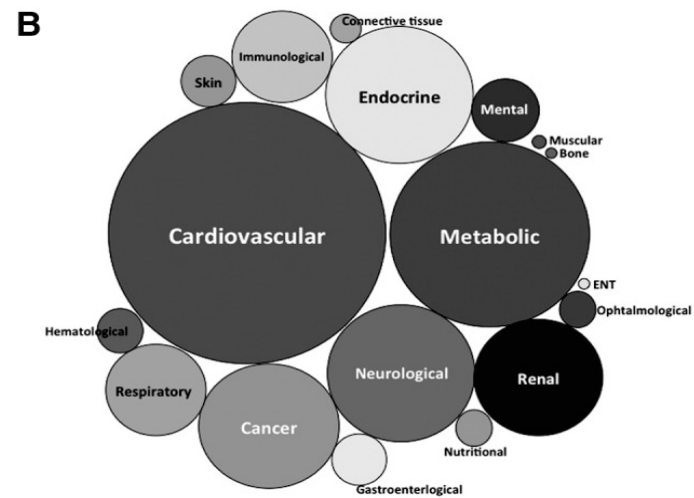 B
Connective tissue
Immunological
Skin
Endocrine
Mental
Muscular
Bone
Cardiovascular
Metabolic
ENT
Ophtalmological
Hematological
Neurological
Renal
Respiratory
Cancer
Nutritional
Gastroenterlogical